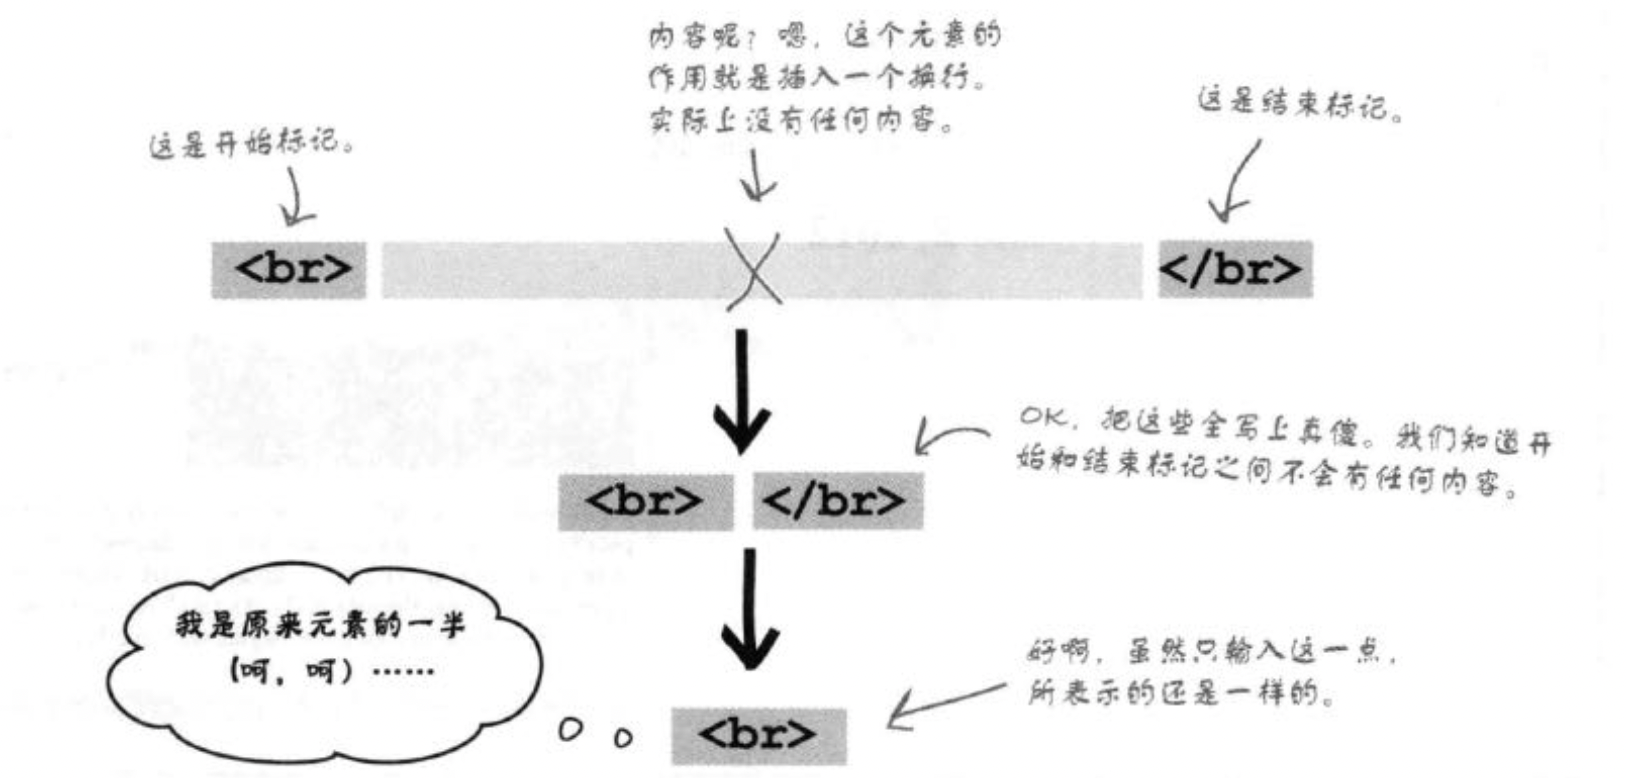 内容呢？嗯，这个元素的
作用就是插入一个换行。
实际上没有任何内容。
这是开始标记。
这是结束标记。
<br>
</br>
OK，把这些全写上真傻。我们知道开
始和结束标记之间不会有任何内容。
<br> </br>
我是原来元素的一半
（呵，呵）……
好啊，虽然只输入这一点，
所表示的还是一样的。
<br>